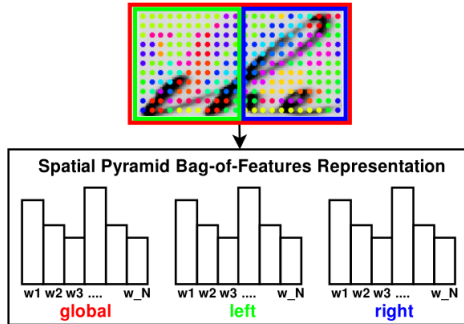 Spatial Pyramid Bag-of-Features Representation
w1 w2 w3 .... w_N w1 w2 w3 .... w_N w1 w2 w3 .... w_N
global left right